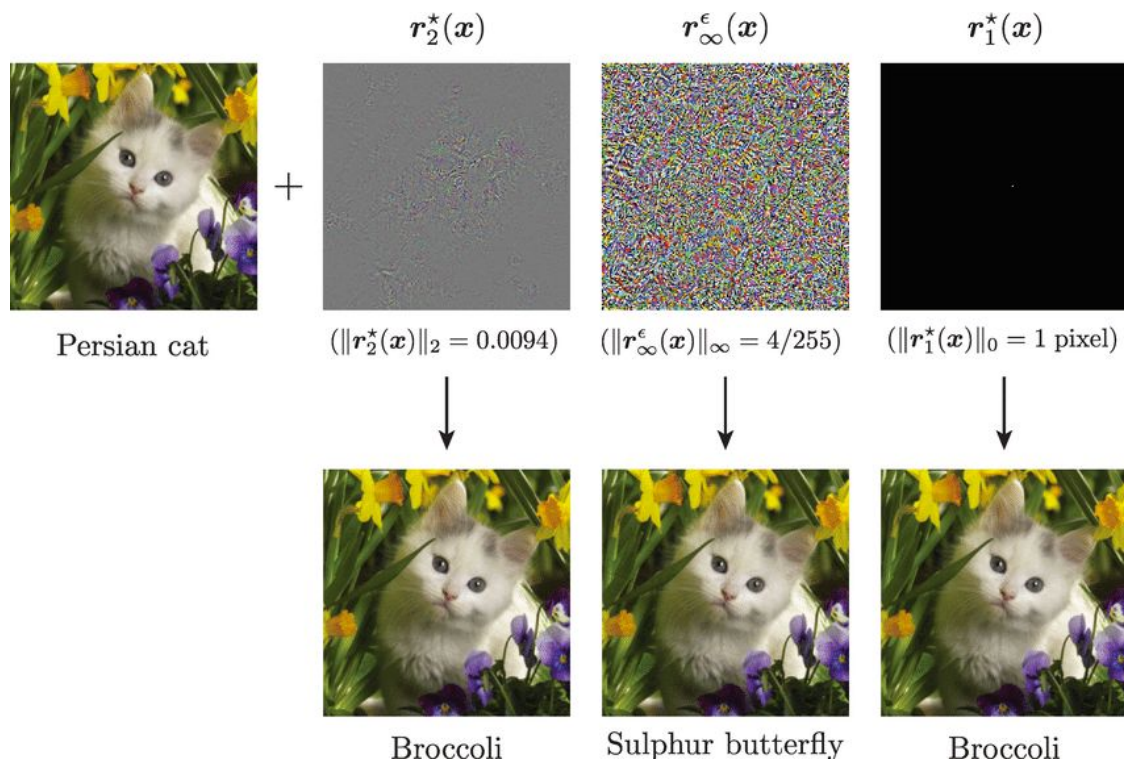 r₂⋆(x) r∞ᵋ(x) r₁⋆(x)
+
Persian cat (‖r₂⋆(x)‖₂ = 0.0094) (‖r∞ᵋ(x)‖∞ = 4/255) (‖r₁⋆(x)‖₀ = 1 pixel)
Broccoli Sulphur butterfly Broccoli